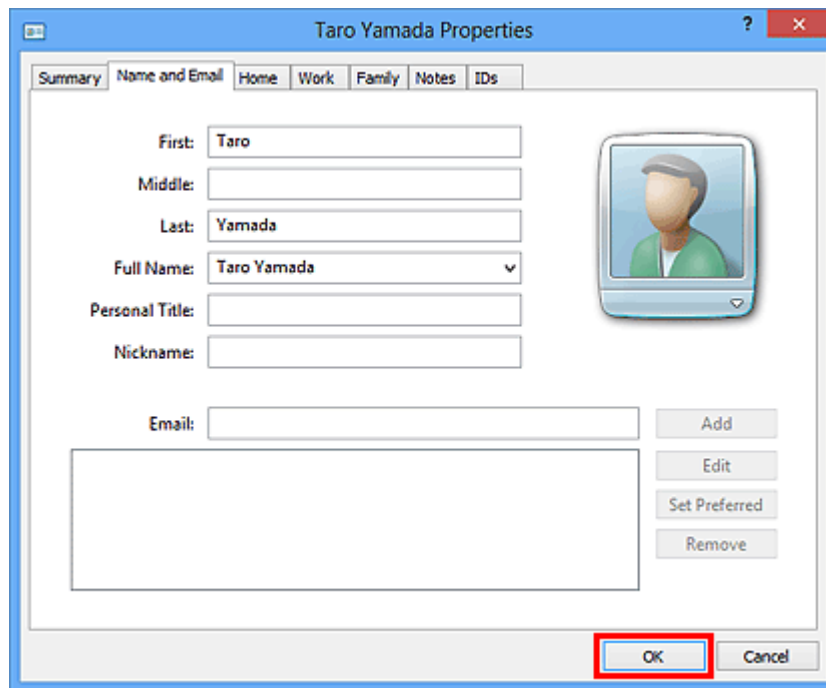 Taro Yamada Properties
?
Summary Name and Email Home Work Family Notes IDs
First: Taro
Middle:
Last: Yamada
Full Name: Taro Yamada
Personal Title:
Nickname:
Email: Add
Edit
Set Preferred
Remove
OK Cancel